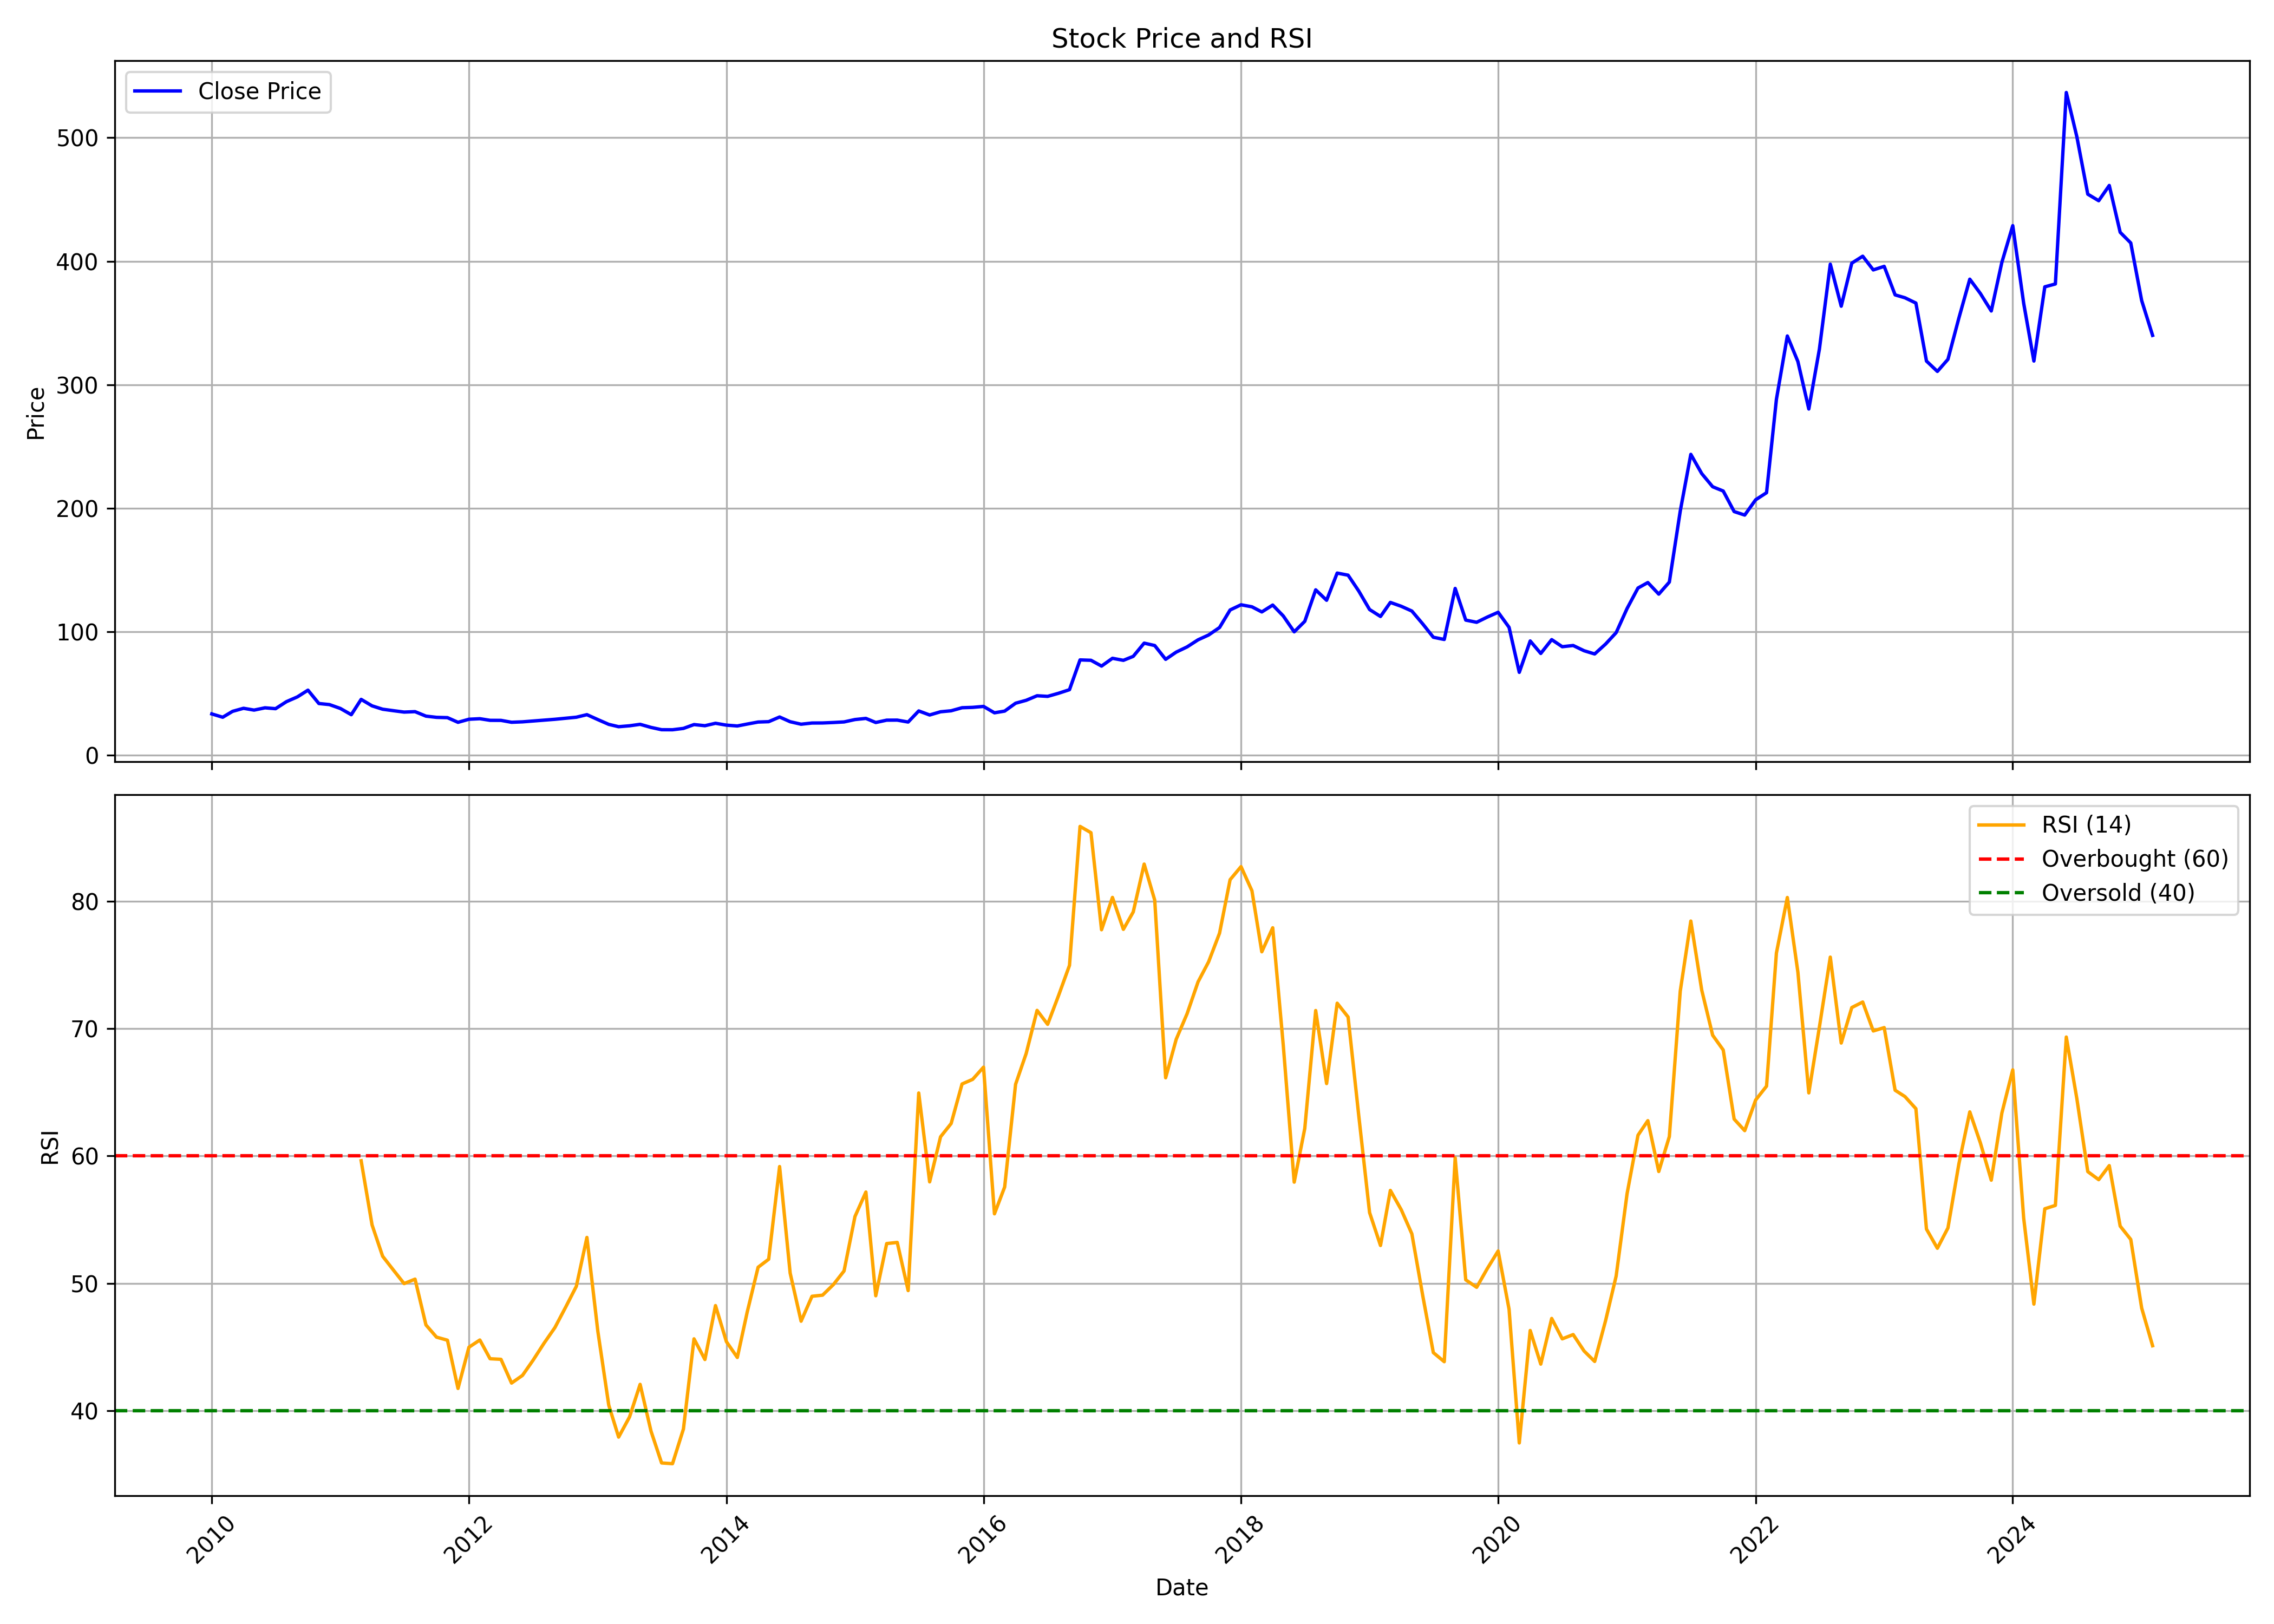 Stock Price and RSI
Close Price
500
400
300
200
100
0
Price
RSI (14)
Overbought (60)
Oversold (40)
80
70
60
50
40
RSI
2010
2012
2014
2016
2018
2020
2022
2024
Date